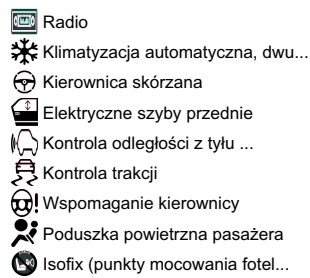 Radio
Klimatyzacja automatyczna, dwu...
Kierownica skórzana
Elektryczne szyby przednie
Kontrola odległości z tyłu ...
Kontrola trakcji
Wspomaganie kierownicy
Poduszka powietrzna pasażera
Isofix (punkty mocowania fotel...